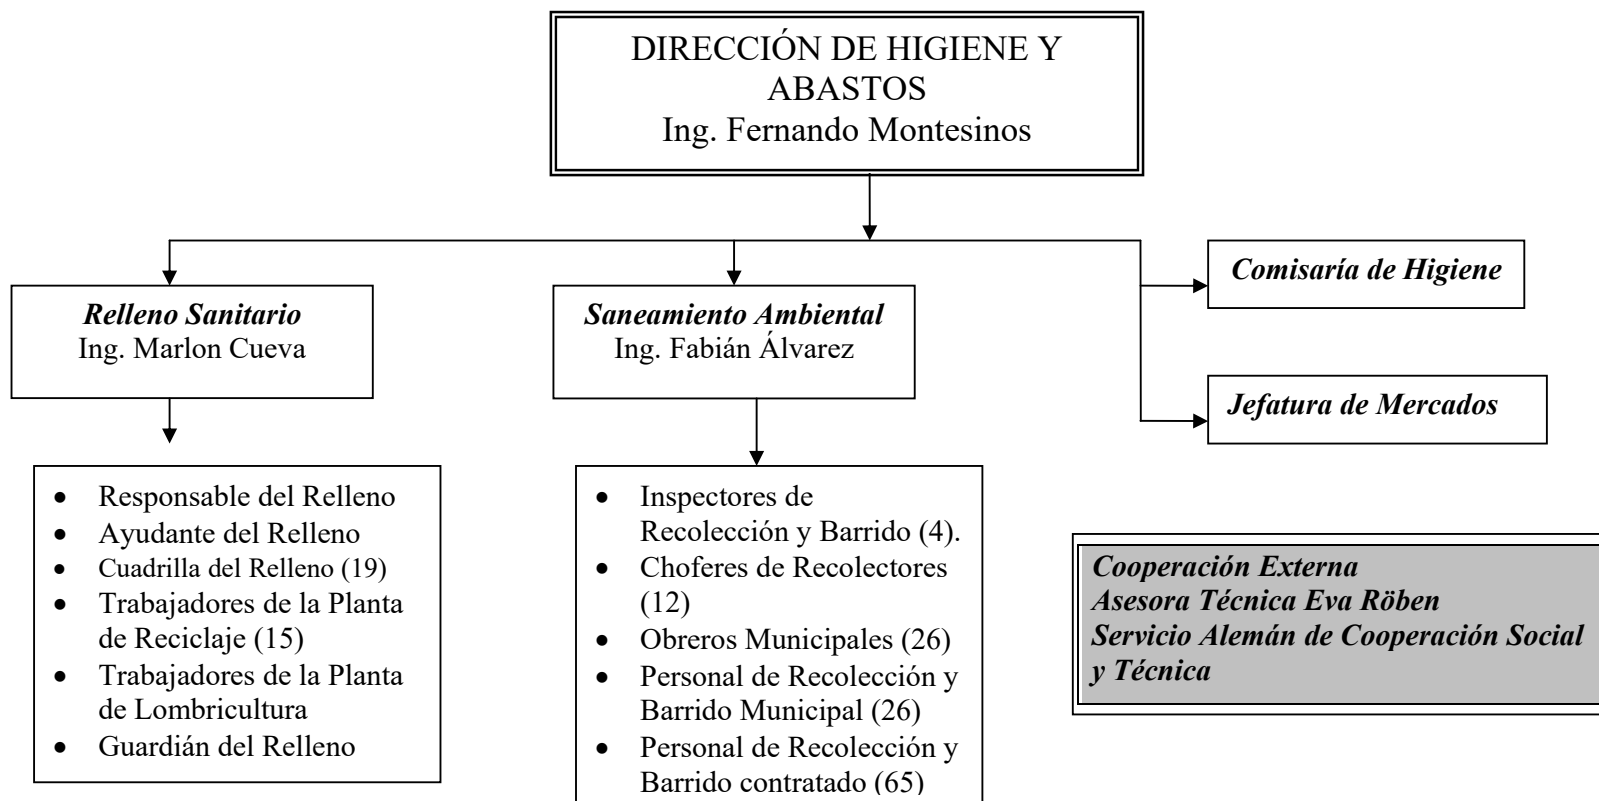 DIRECCIÓN DE HIGIENE Y
ABASTOS
Ing. Fernando Montesinos
Relleno Sanitario
Ing. Marlon Cueva
Saneamiento Ambiental
Ing. Fabián Álvarez
Comisaría de Higiene
Jefatura de Mercados
• Responsable del Relleno
• Ayudante del Relleno
• Cuadrilla del Relleno (19)
• Trabajadores de la Planta
de Reciclaje (15)
• Trabajadores de la Planta
de Lombricultura
• Guardián del Relleno
• Inspectores de
Recolección y Barrido (4).
• Choferes de Recolectores
(12)
• Obreros Municipales (26)
• Personal de Recolección y
Barrido Municipal (26)
• Personal de Recolección y
Barrido contratado (65)
Cooperación Externa
Asesora Técnica Eva Röben
Servicio Alemán de Cooperación Social
y Técnica